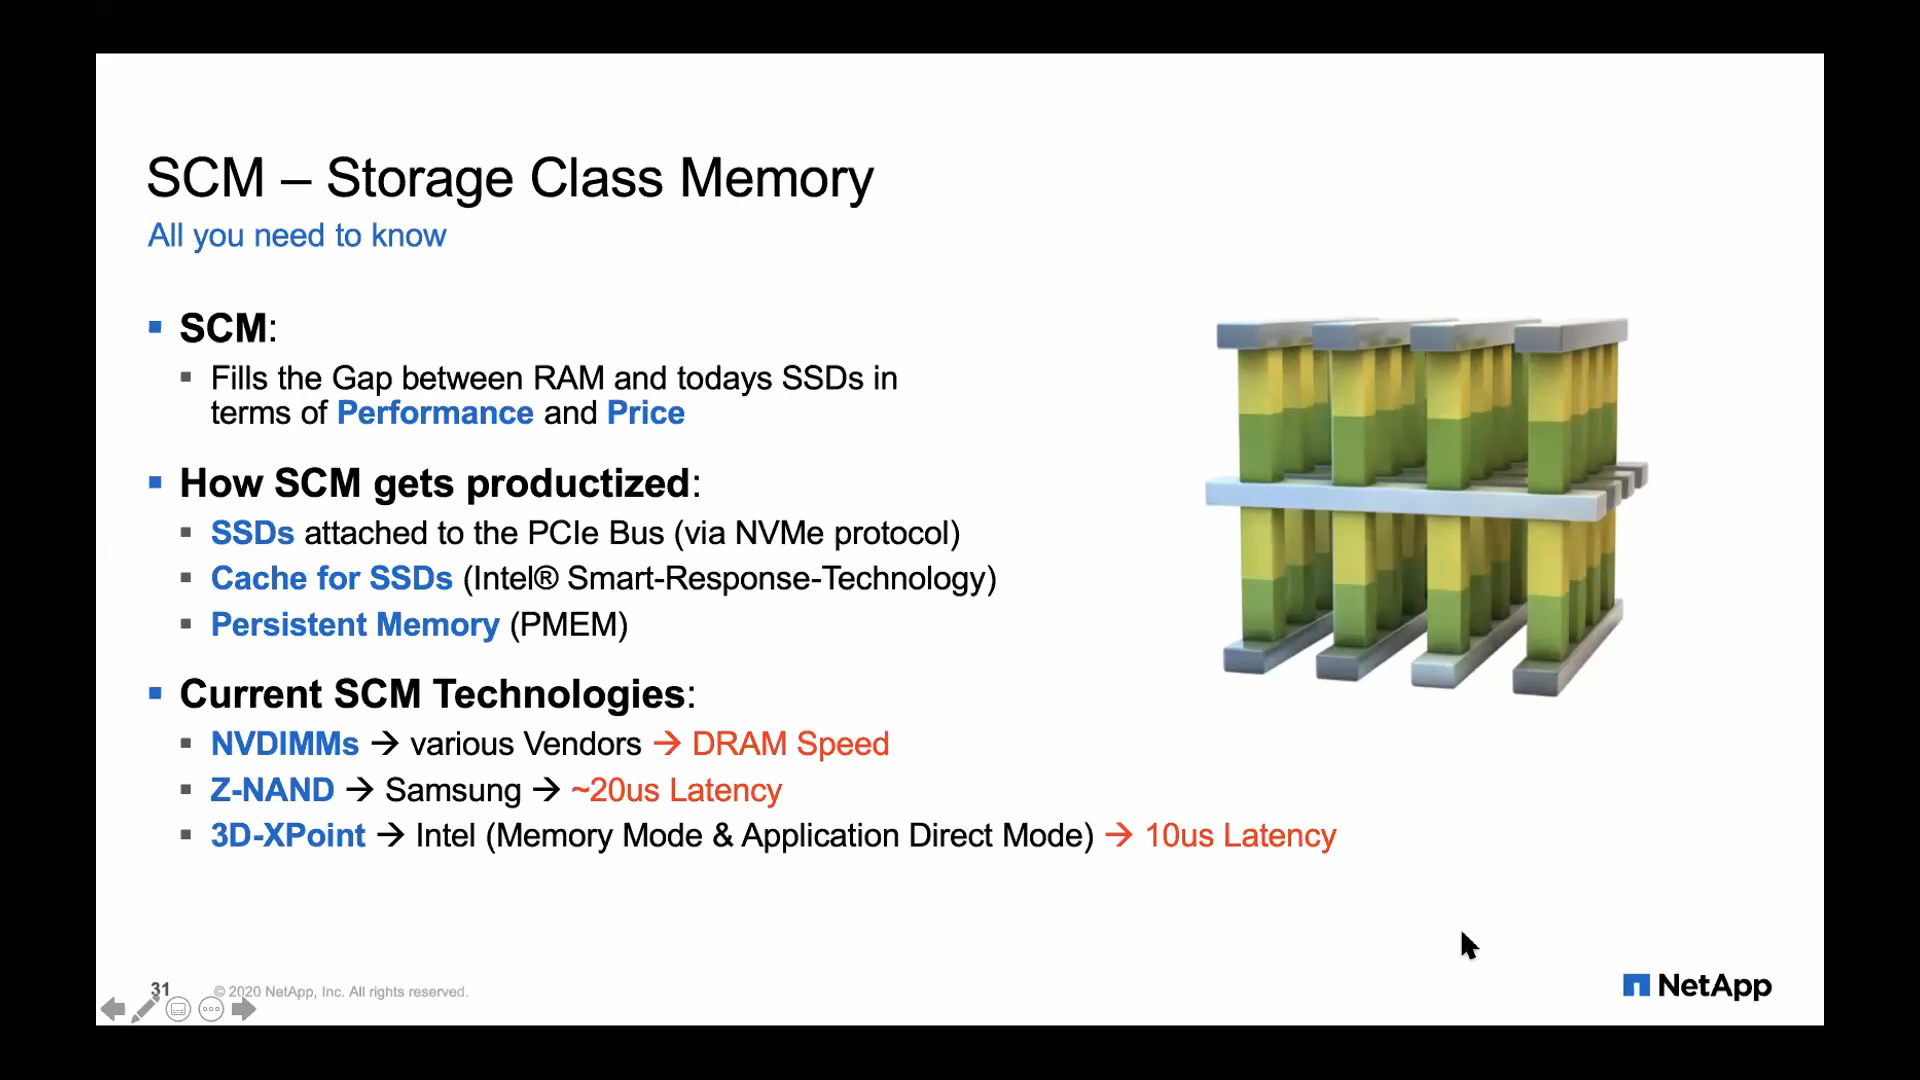 SCM – Storage Class Memory
All you need to know
▪ SCM:
▪ Fills the Gap between RAM and todays SSDs in
terms of Performance and Price
▪ How SCM gets productized:
▪ SSDs attached to the PCIe Bus (via NVMe protocol)
▪ Cache for SSDs (Intel® Smart-Response-Technology)
▪ Persistent Memory (PMEM)
▪ Current SCM Technologies:
▪ NVDIMMs → various Vendors → DRAM Speed
▪ Z-NAND → Samsung → ~20us Latency
▪ 3D-XPoint → Intel (Memory Mode & Application Direct Mode) → 10us Latency
31 © 2020 NetApp, Inc. All rights reserved.
NetApp